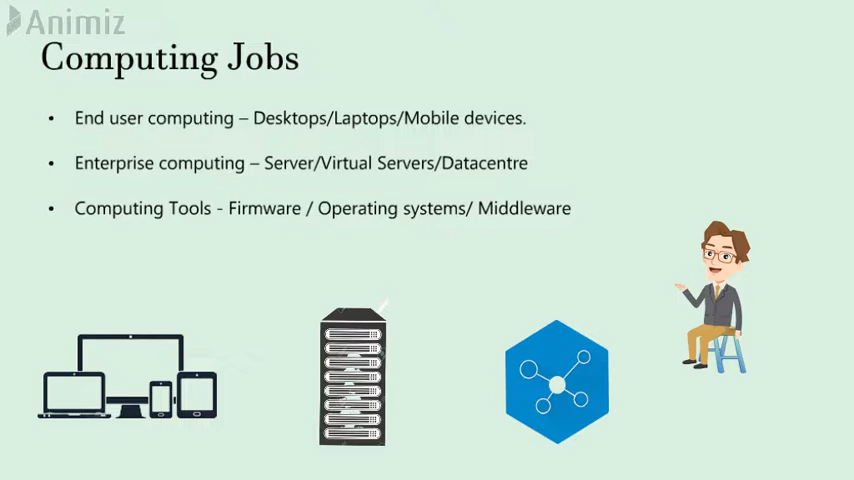 Animiz
Computing Jobs
• End user computing – Desktops/Laptops/Mobile devices.
• Enterprise computing – Server/Virtual Servers/Datacentre
• Computing Tools - Firmware / Operating systems/ Middleware